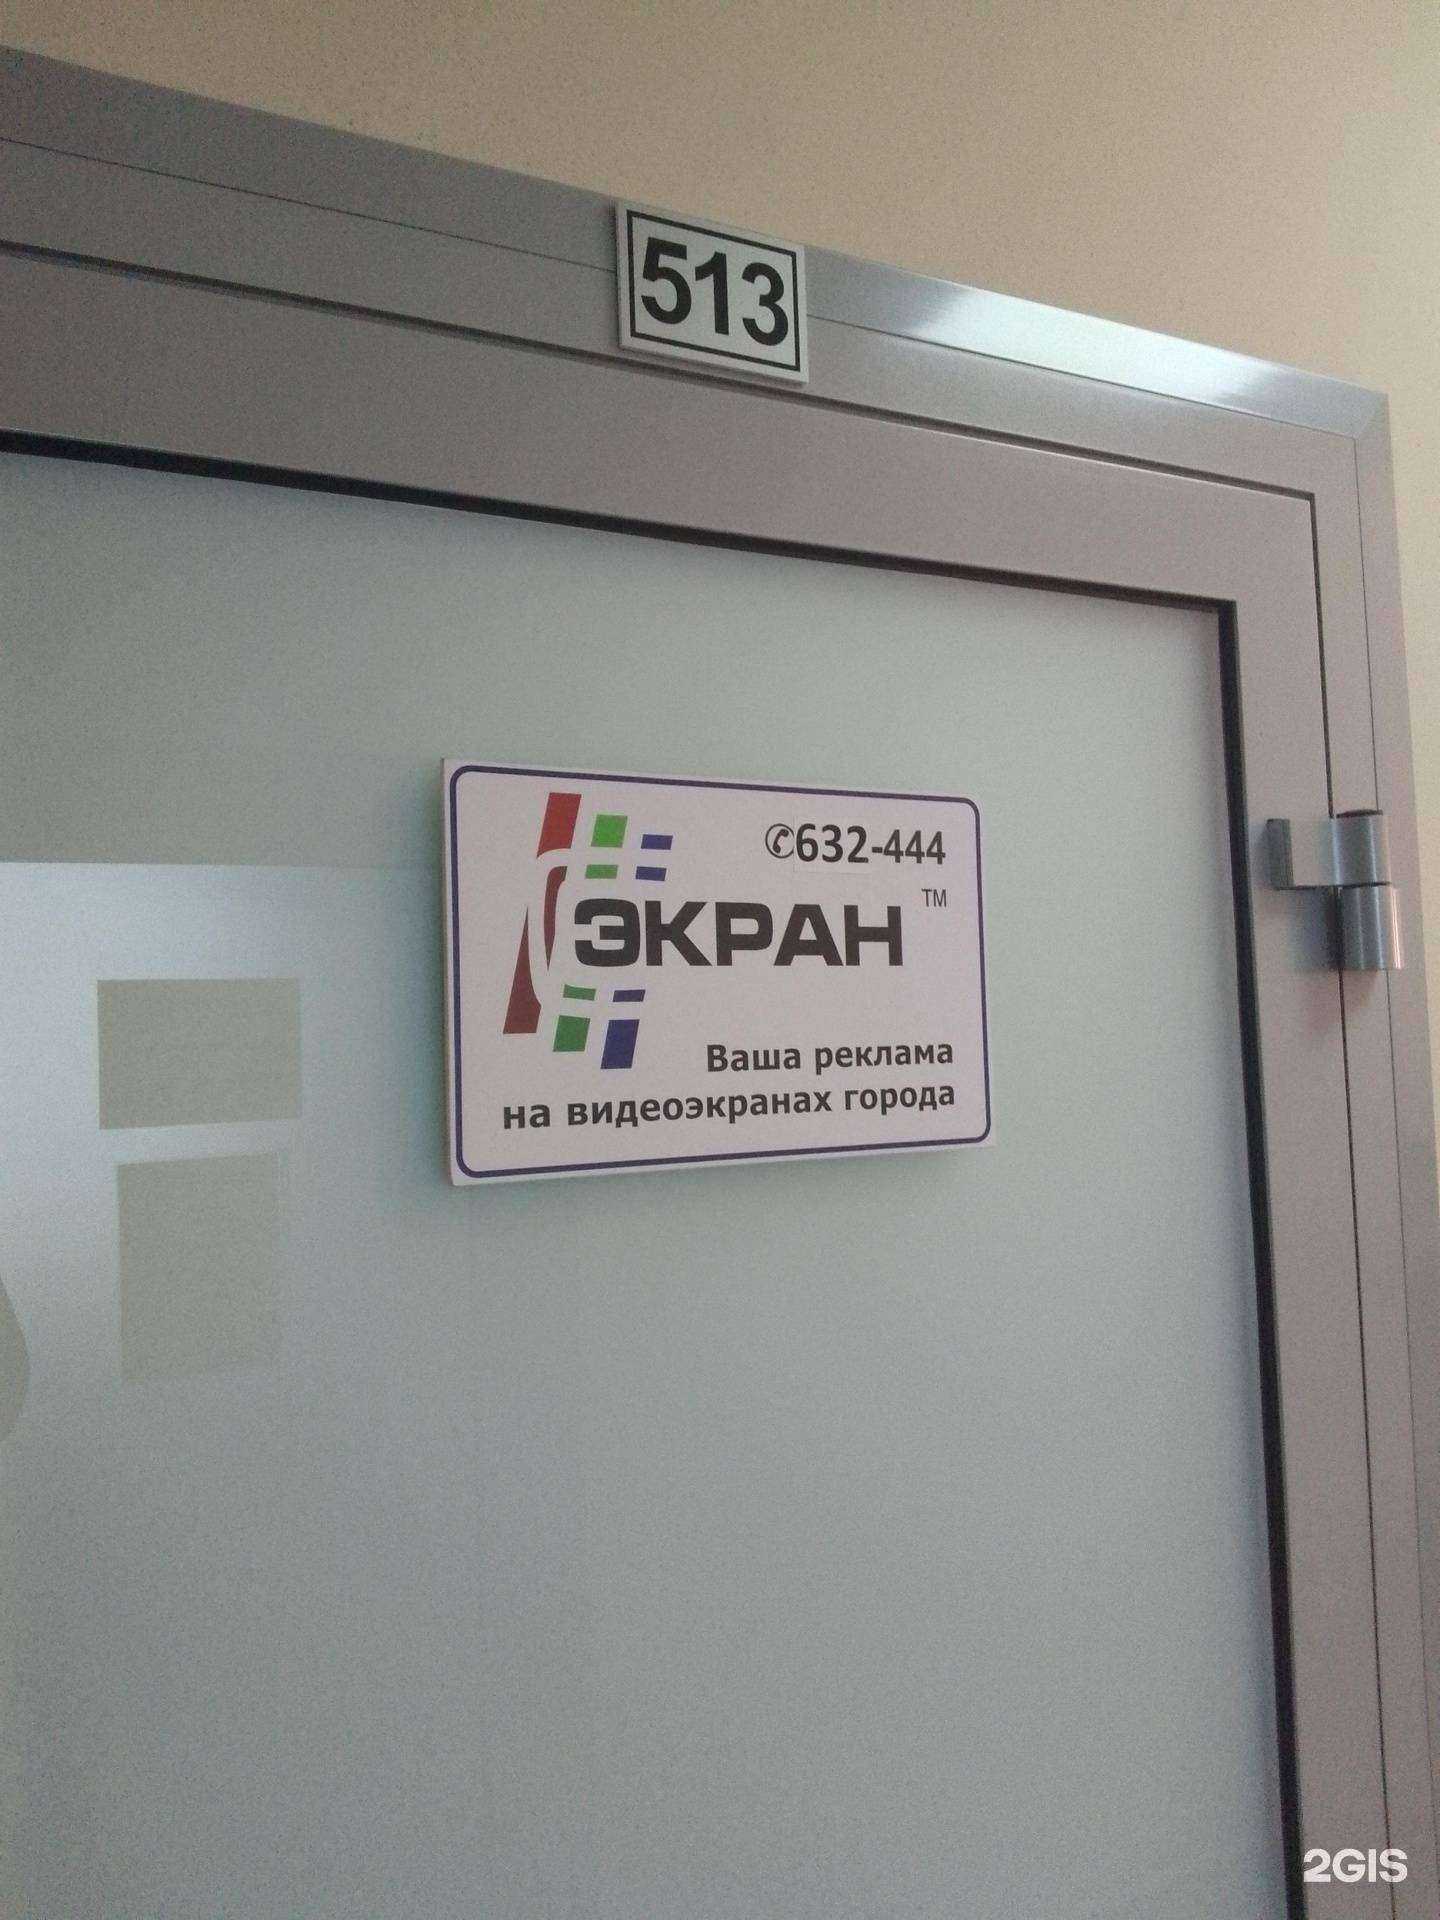 513
✆632-444
ЭКРАН ™
Ваша реклама
на видеоэкранах города
2GIS